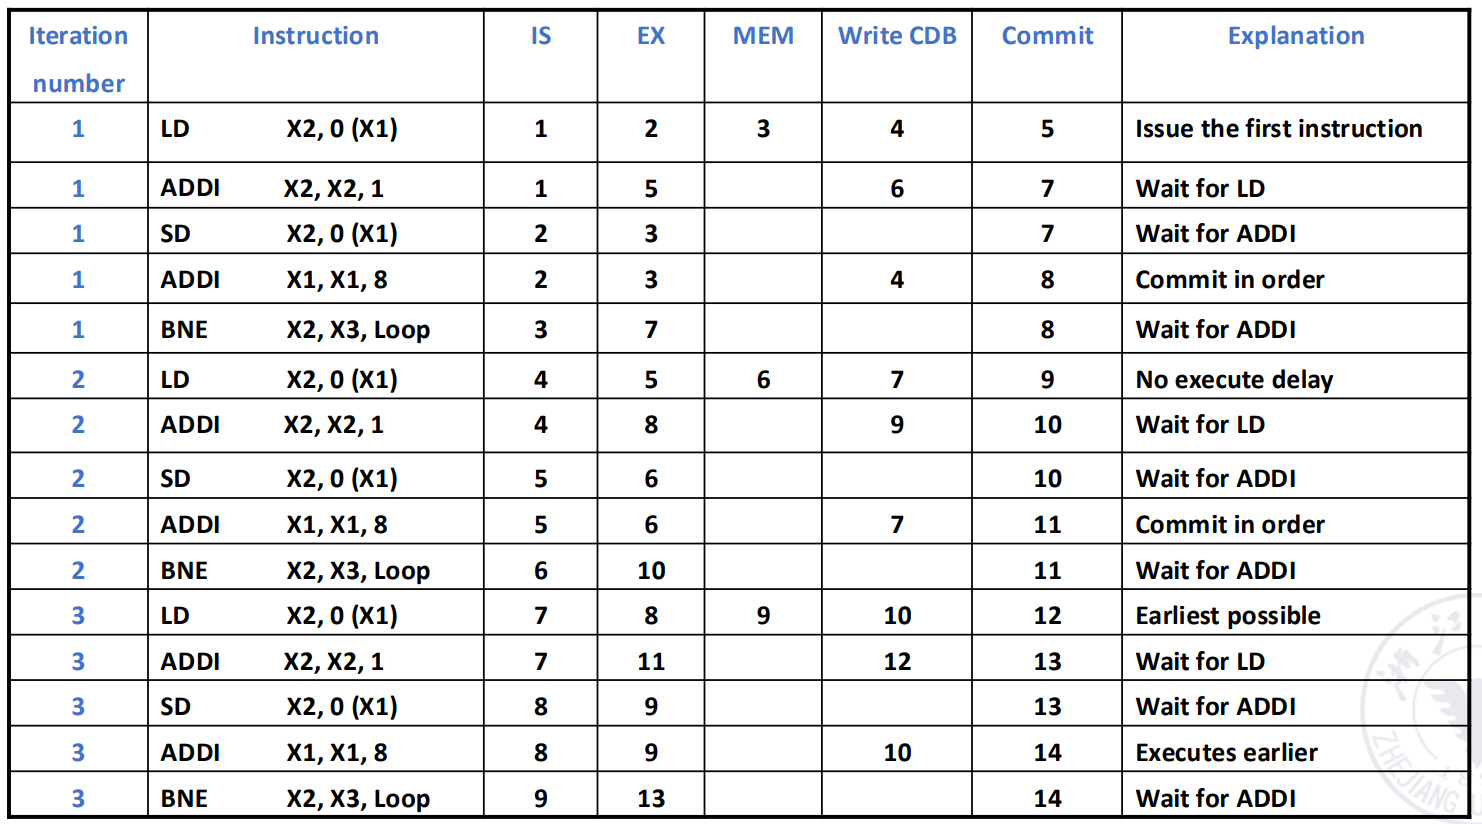 Iteration number Instruction IS EX MEM Write CDB Commit Explanation
1 LD X2, 0 (X1) 1 2 3 4 5 Issue the first instruction
1 ADDI X2, X2, 1 1 5 6 7 Wait for LD
1 SD X2, 0 (X1) 2 3 7 Wait for ADDI
1 ADDI X1, X1, 8 2 3 4 8 Commit in order
1 BNE X2, X3, Loop 3 7 8 Wait for ADDI
2 LD X2, 0 (X1) 4 5 6 7 9 No execute delay
2 ADDI X2, X2, 1 4 8 9 10 Wait for LD
2 SD X2, 0 (X1) 5 6 10 Wait for ADDI
2 ADDI X1, X1, 8 5 6 7 11 Commit in order
2 BNE X2, X3, Loop 6 10 11 Wait for ADDI
3 LD X2, 0 (X1) 7 8 9 10 12 Earliest possible
3 ADDI X2, X2, 1 7 11 12 13 Wait for LD
3 SD X2, 0 (X1) 8 9 13 Wait for ADDI
3 ADDI X1, X1, 8 8 9 10 14 Executes earlier
3 BNE X2, X3, Loop 9 13 14 Wait for ADDI
ZHEJIANG